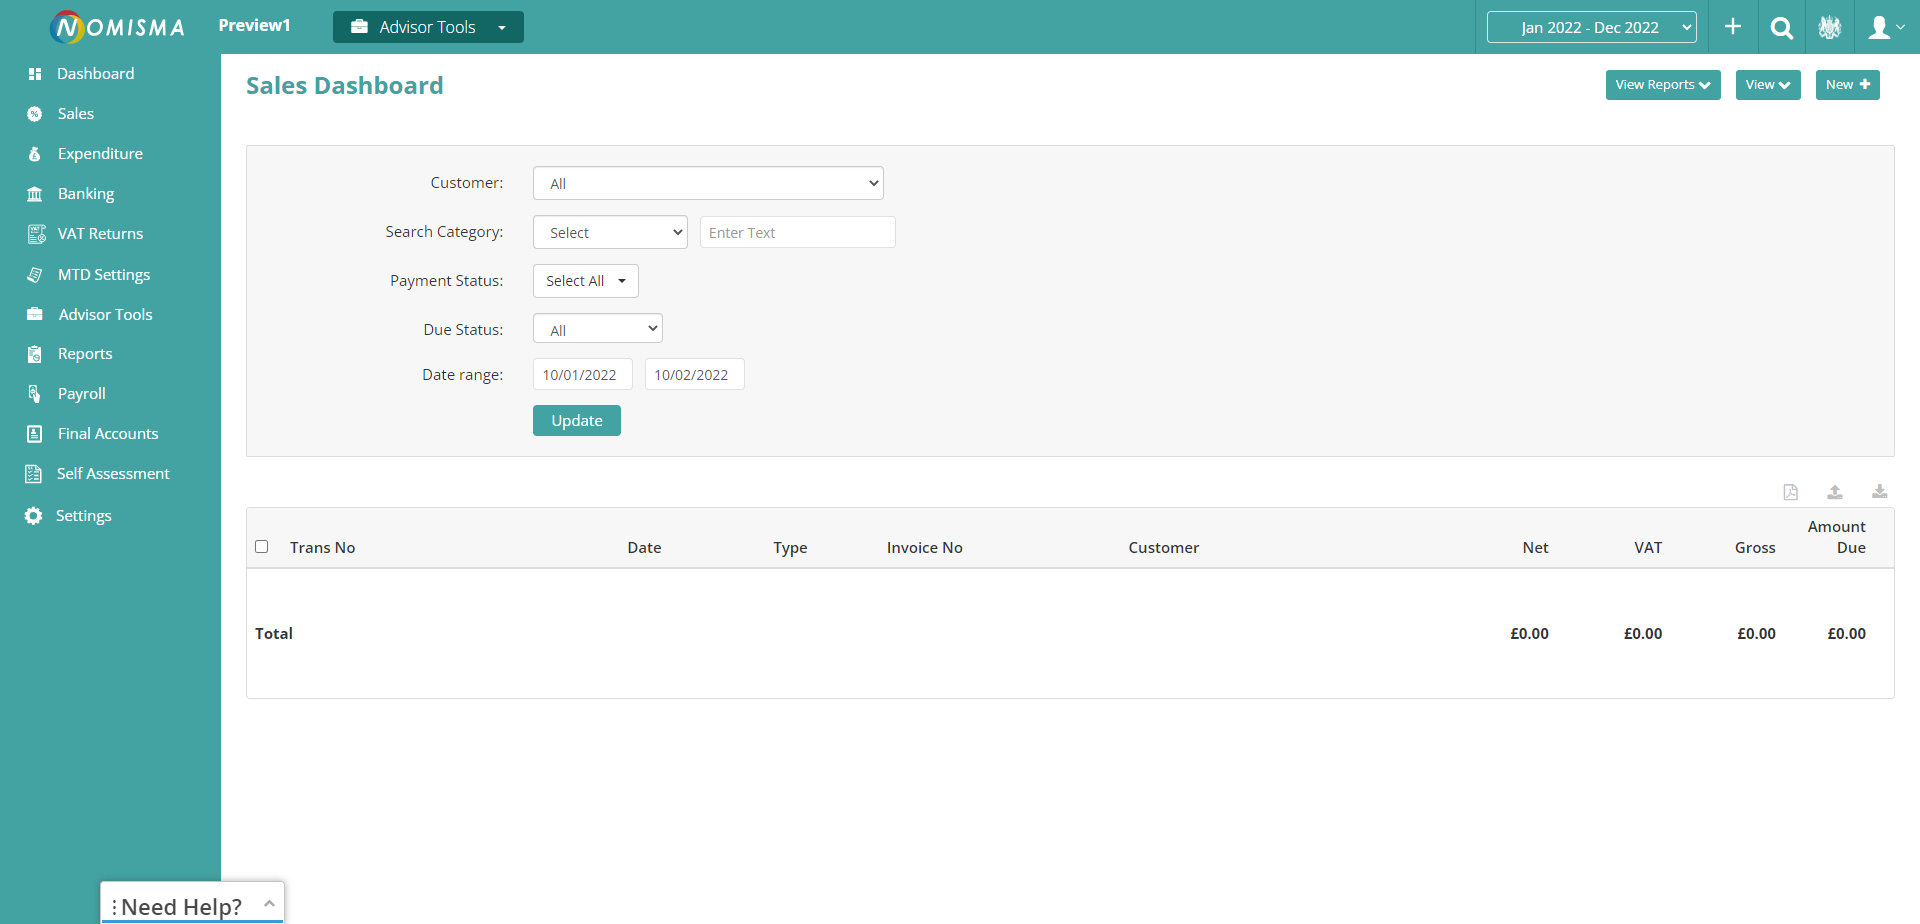 NOMISMA
Preview1
Advisor Tools
Jan 2022 - Dec 2022
Dashboard
Sales
Expenditure
Banking
VAT Returns
MTD Settings
Advisor Tools
Reports
Payroll
Final Accounts
Self Assessment
Settings
Sales Dashboard
View Reports
View
New
Customer: All
Search Category: Select Enter Text
Payment Status: Select All
Due Status: All
Date range: 10/01/2022 10/02/2022
Update
Trans No Date Type Invoice No Customer Net VAT Gross Amount Due
Total £0.00 £0.00 £0.00 £0.00
Need Help?